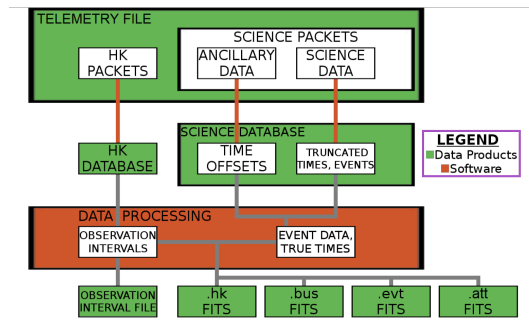 TELEMETRY FILE
SCIENCE PACKETS
HK
PACKETS
ANCILLARY
DATA
SCIENCE
DATA
SCIENCE DATABASE
HK
DATABASE
TIME
OFFSETS
TRUNCATED
TIMES, EVENTS
LEGEND
Data Products
Software
DATA PROCESSING
OBSERVATION
INTERVALS
EVENT DATA,
TRUE TIMES
OBSERVATION
INTERVAL FILE
.hk
FITS
.bus
FITS
.evt
FITS
.att
FITS